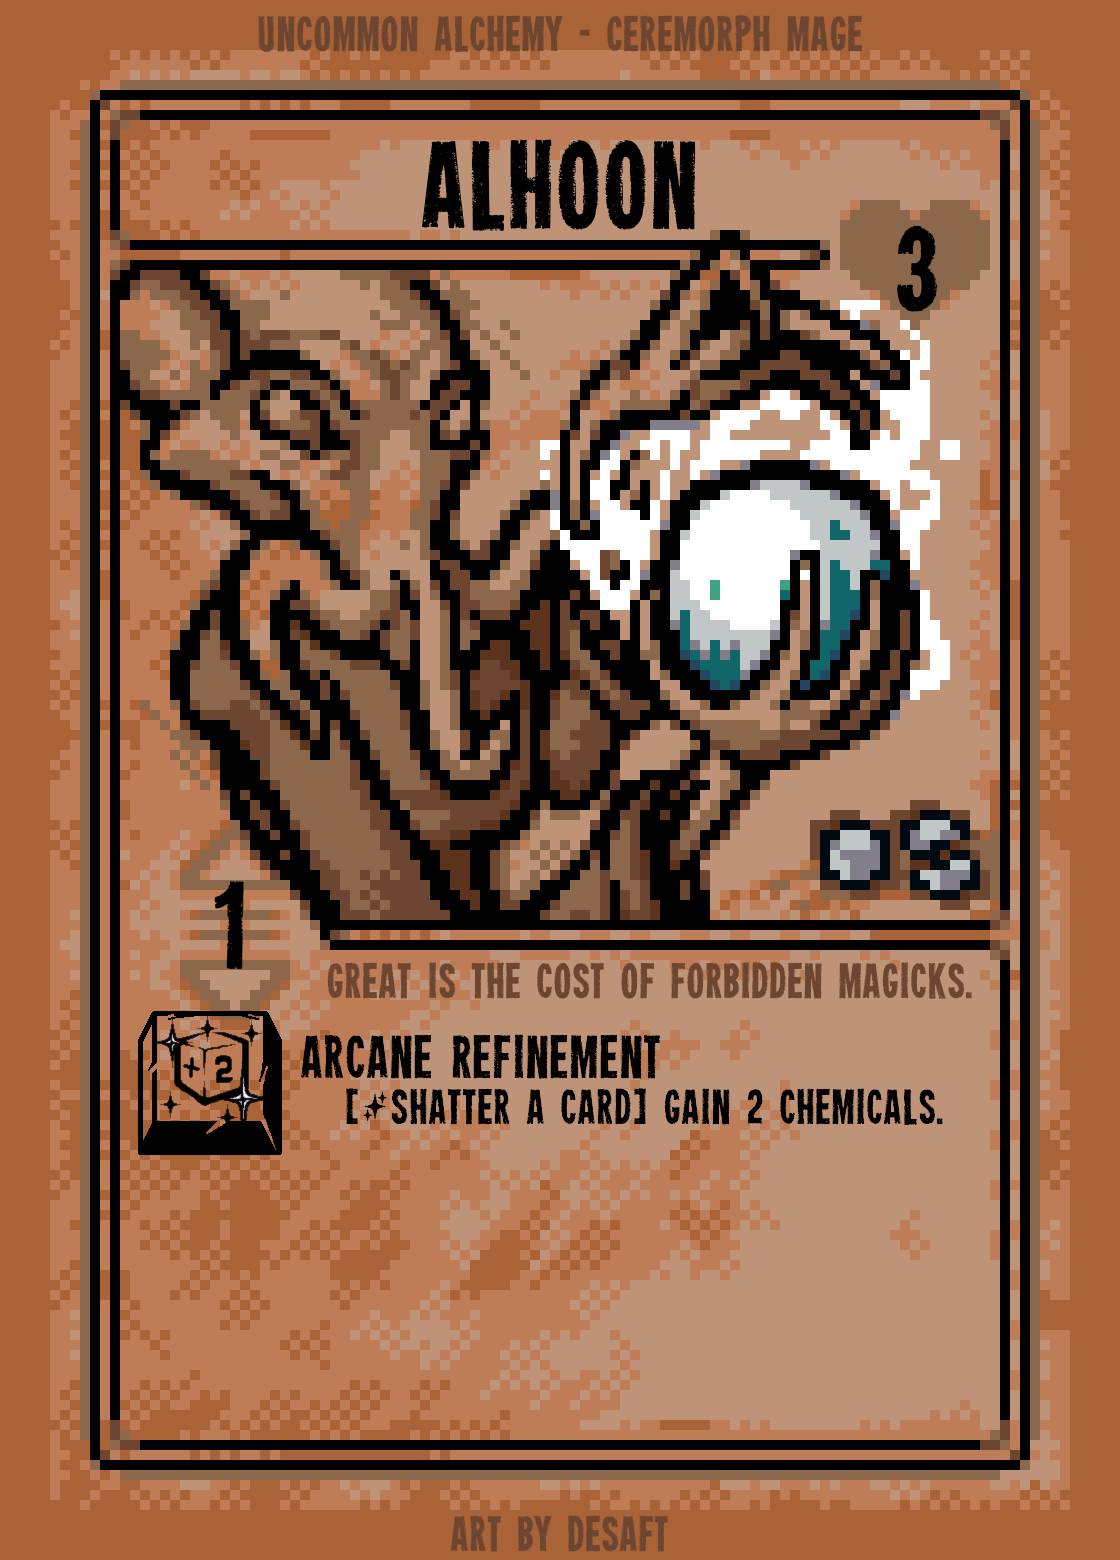 UNCOMMON ALCHEMY - CEREMORPH MAGE
ALHOON
3
1
GREAT IS THE COST OF FORBIDDEN MAGICKS.
+2
ARCANE REFINEMENT
[SHATTER A CARD] GAIN 2 CHEMICALS.
ART BY DESAFT